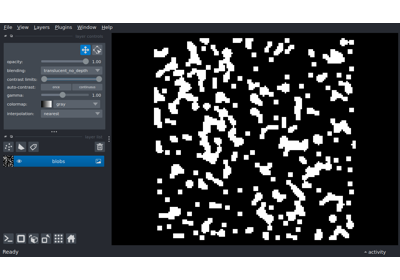 File View Layers Plugins Window Help
opacity: 1.00
blending: translucent_no_depth
contrast limits:
auto-contrast: once continuous
gamma: 1.00
colormap: gray
interpolation: nearest
blobs
Ready activity